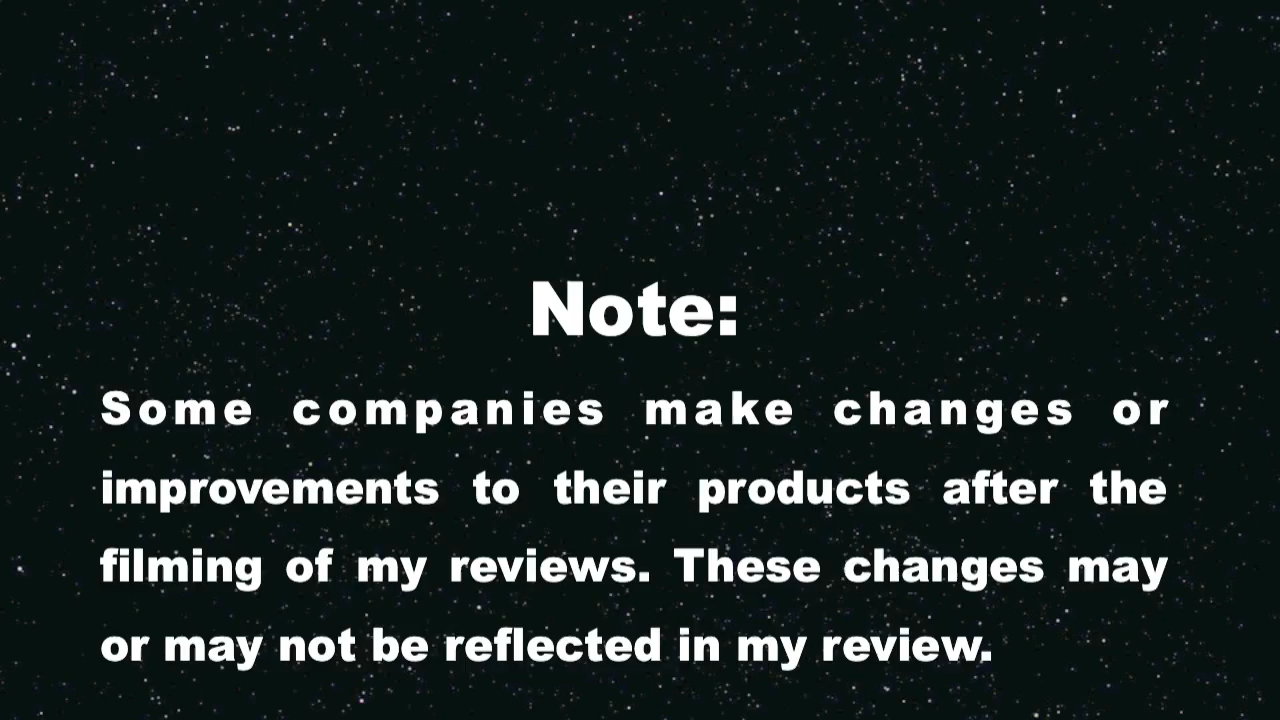 Note:
Some companies make changes or
improvements to their products after the
filming of my reviews. These changes may
or may not be reflected in my review.